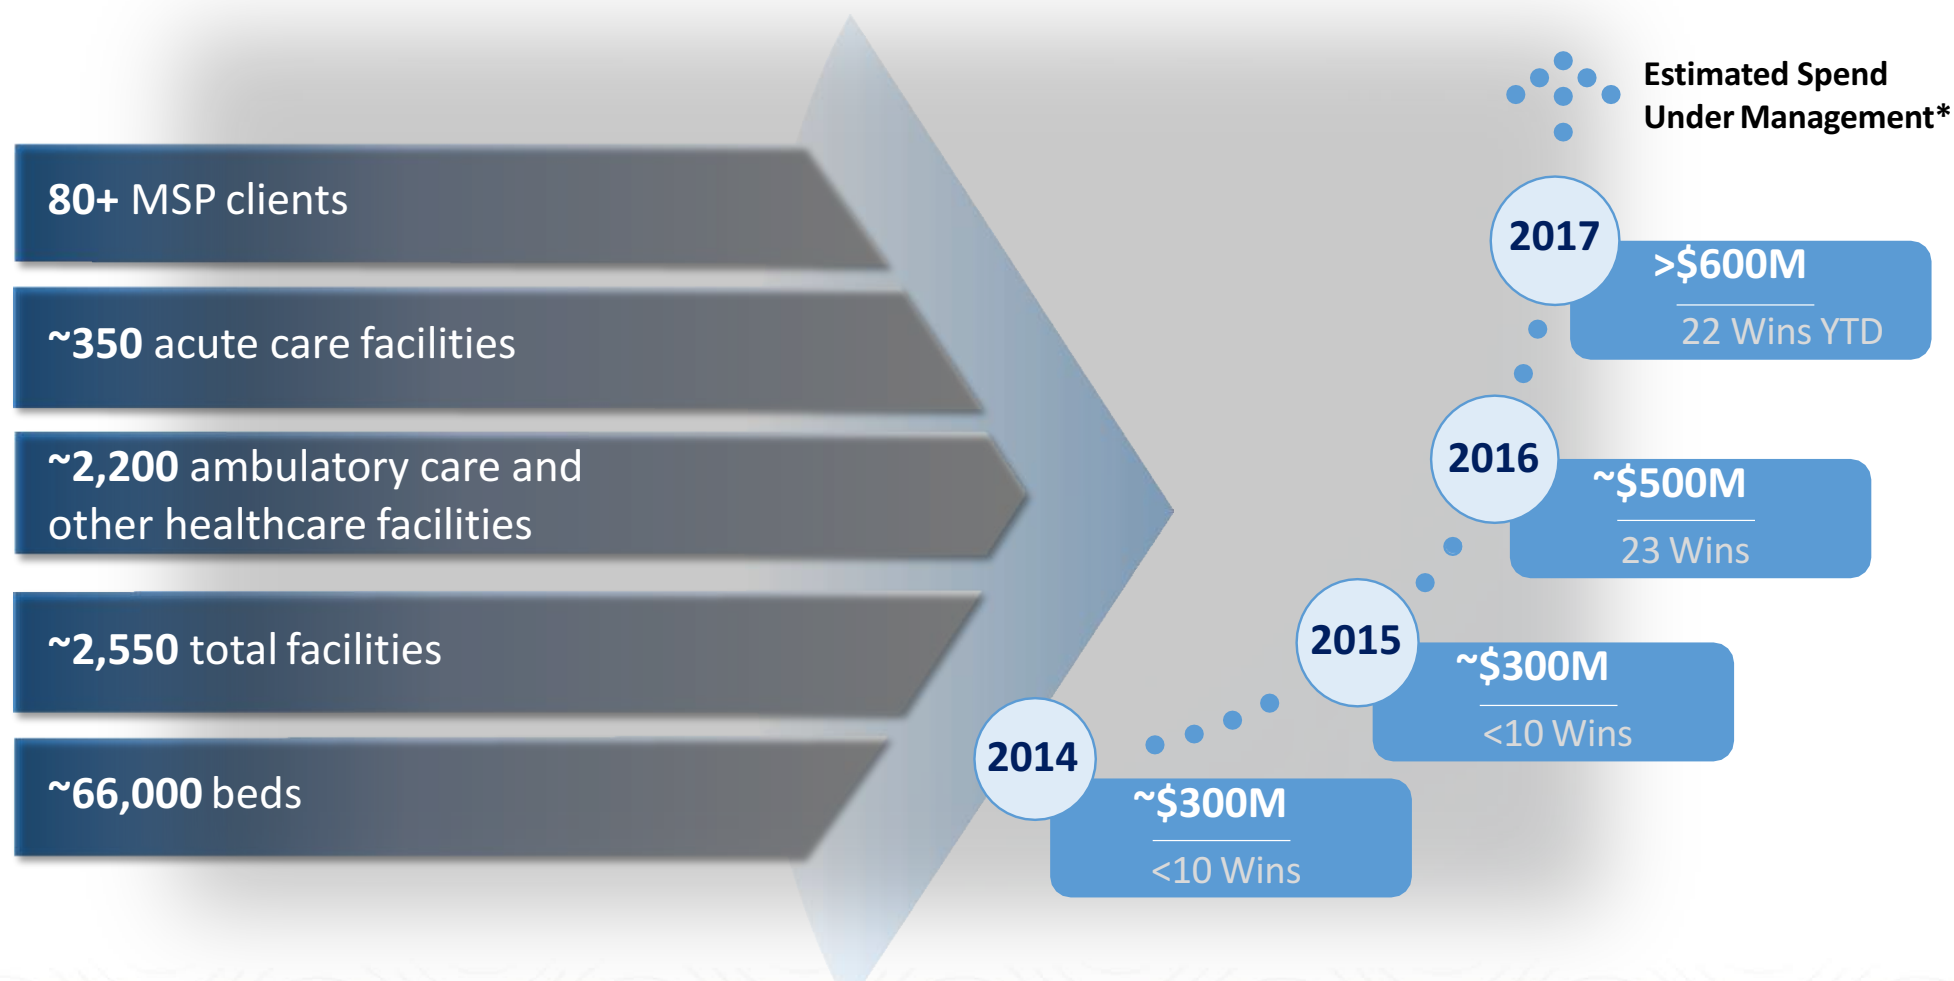 80+ MSP clients
~350 acute care facilities
~2,200 ambulatory care and
other healthcare facilities
~2,550 total facilities
~66,000 beds
Estimated Spend
Under Management*
2017
>$600M
22 Wins YTD
2016
~$500M
23 Wins
2015
~$300M
<10 Wins
2014
~$300M
<10 Wins